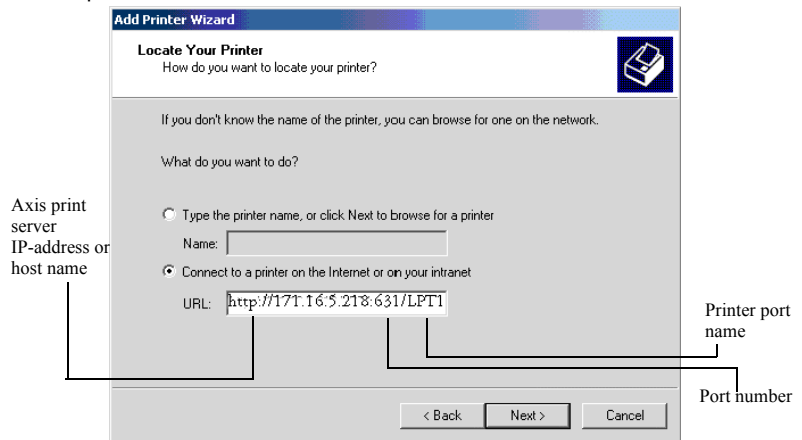 Add Printer Wizard
Locate Your Printer
How do you want to locate your printer?
If you don't know the name of the printer, you can browse for one on the network.
What do you want to do?
Type the printer name, or click Next to browse for a printer
Name:
Connect to a printer on the Internet or on your intranet
URL: http://171.16.5.218:631/LPT1
Axis print
server
IP-address or
host name
Printer port
name
Port number
< Back
Next >
Cancel